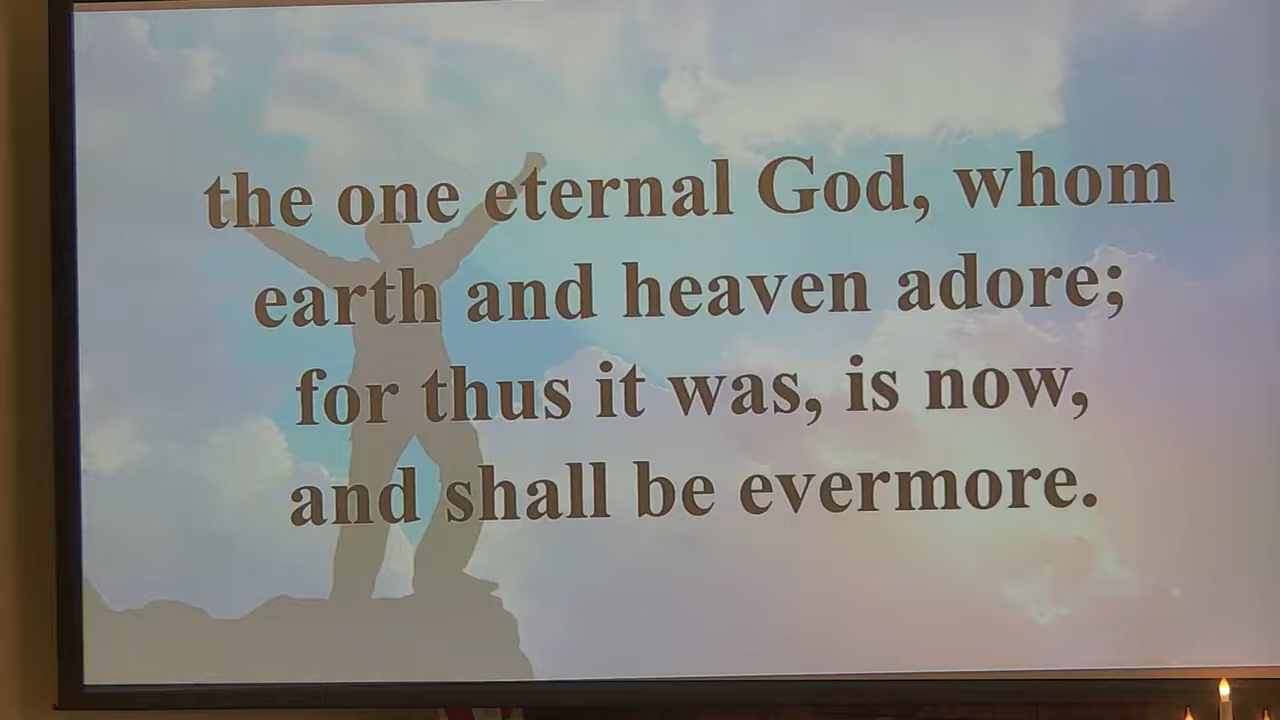 the one eternal God, whom
earth and heaven adore;
for thus it was, is now,
and shall be evermore.